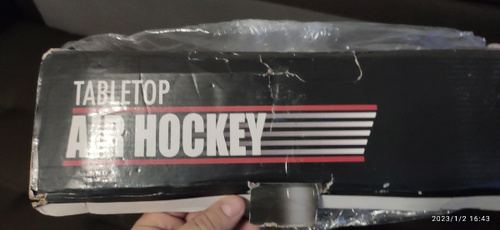 TABLETOP
AIR HOCKEY
2023/1/2 16:43